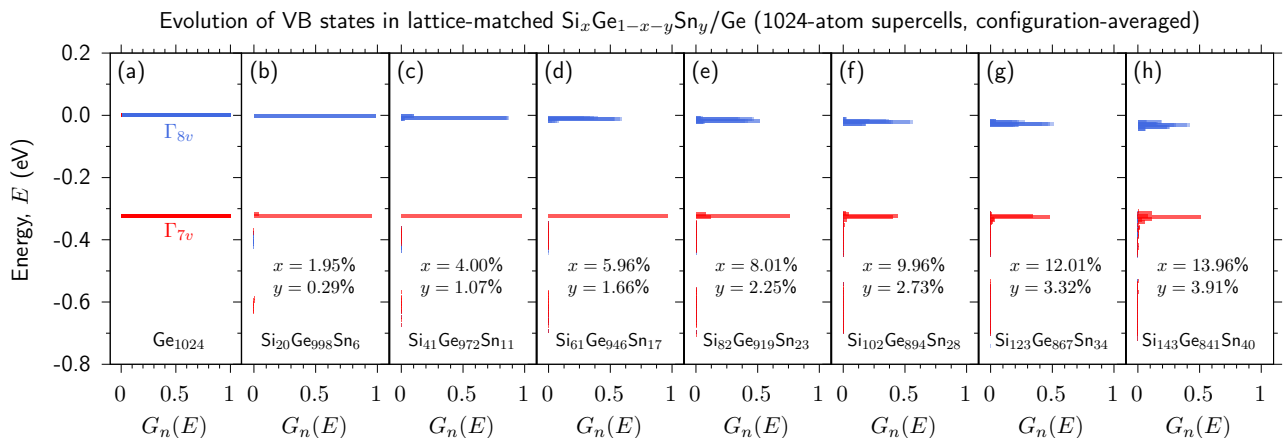 Evolution of VB states in lattice-matched SiₓGe₁₋ₓ₋ᵧSnᵧ/Ge (1024-atom supercells, configuration-averaged)
Energy, E (eV)
0.2
0.0
-0.2
-0.4
-0.6
-0.8
(a)
Γ₈ᵥ
Γ₇ᵥ
Ge₁₀₂₄
0 0.5 1
Gₙ(E)
(b)
x = 1.95%
y = 0.29%
Si₂₀Ge₉₉₈Sn₆
0 0.5 1
Gₙ(E)
(c)
x = 4.00%
y = 1.07%
Si₄₁Ge₉₇₂Sn₁₁
0 0.5 1
Gₙ(E)
(d)
x = 5.96%
y = 1.66%
Si₆₁Ge₉₄₆Sn₁₇
0 0.5 1
Gₙ(E)
(e)
x = 8.01%
y = 2.25%
Si₈₂Ge₉₁₉Sn₂₃
0 0.5 1
Gₙ(E)
(f)
x = 9.96%
y = 2.73%
Si₁₀₂Ge₈₉₄Sn₂₈
0 0.5 1
Gₙ(E)
(g)
x = 12.01%
y = 3.32%
Si₁₂₃Ge₈₆₇Sn₃₄
0 0.5 1
Gₙ(E)
(h)
x = 13.96%
y = 3.91%
Si₁₄₃Ge₈₄₁Sn₄₀
0 0.5 1
Gₙ(E)